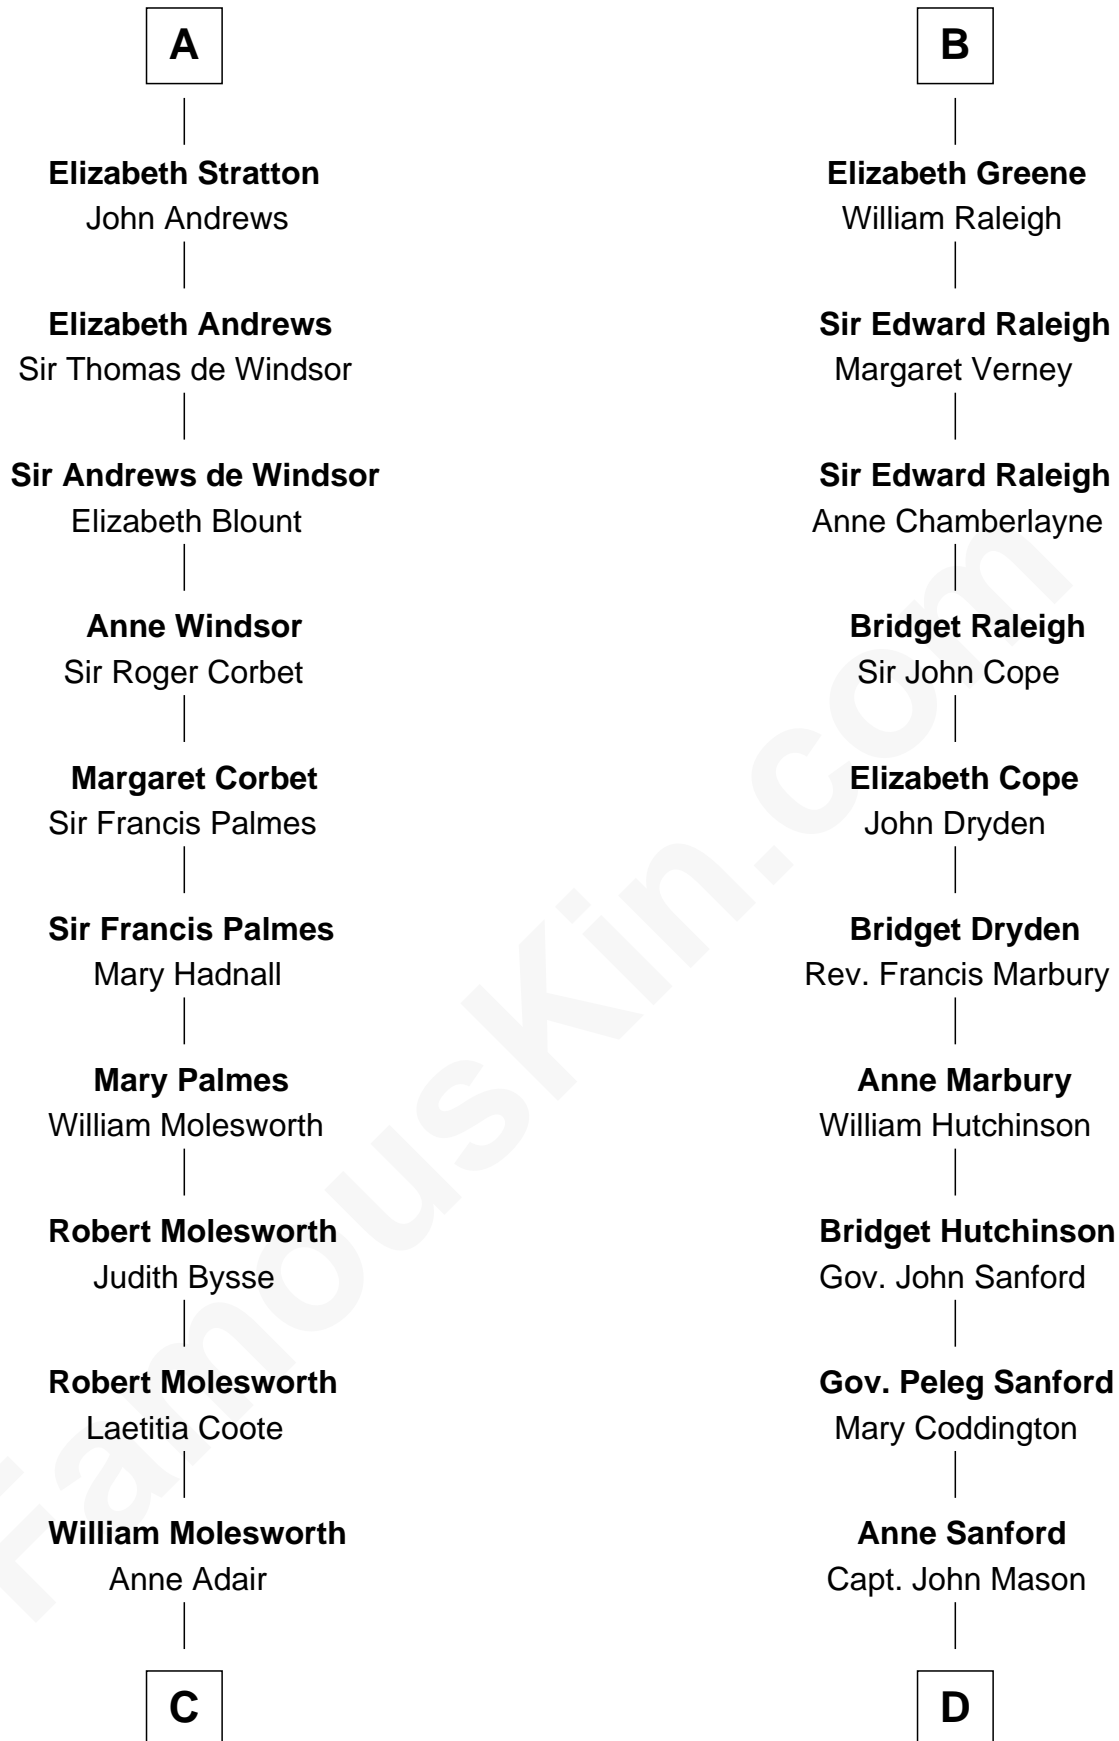 A
Elizabeth Stratton
John Andrews
Elizabeth Andrews
Sir Thomas de Windsor
Sir Andrews de Windsor
Elizabeth Blount
Anne Windsor
Sir Roger Corbet
Margaret Corbet
Sir Francis Palmes
Sir Francis Palmes
Mary Hadnall
Mary Palmes
William Molesworth
Robert Molesworth
Judith Bysse
Robert Molesworth
Laetitia Coote
William Molesworth
Anne Adair
C
B
Elizabeth Greene
William Raleigh
Sir Edward Raleigh
Margaret Verney
Sir Edward Raleigh
Anne Chamberlayne
Bridget Raleigh
Sir John Cope
Elizabeth Cope
John Dryden
Bridget Dryden
Rev. Francis Marbury
Anne Marbury
William Hutchinson
Bridget Hutchinson
Gov. John Sanford
Gov. Peleg Sanford
Mary Coddington
Anne Sanford
Capt. John Mason
D
FamousKin.com